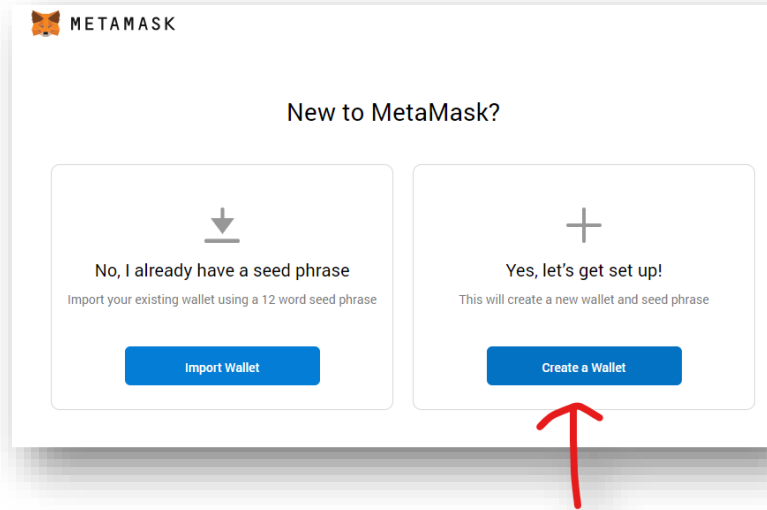 METAMASK
New to MetaMask?
No, I already have a seed phrase
Import your existing wallet using a 12 word seed phrase
Import Wallet
Yes, let's get set up!
This will create a new wallet and seed phrase
Create a Wallet